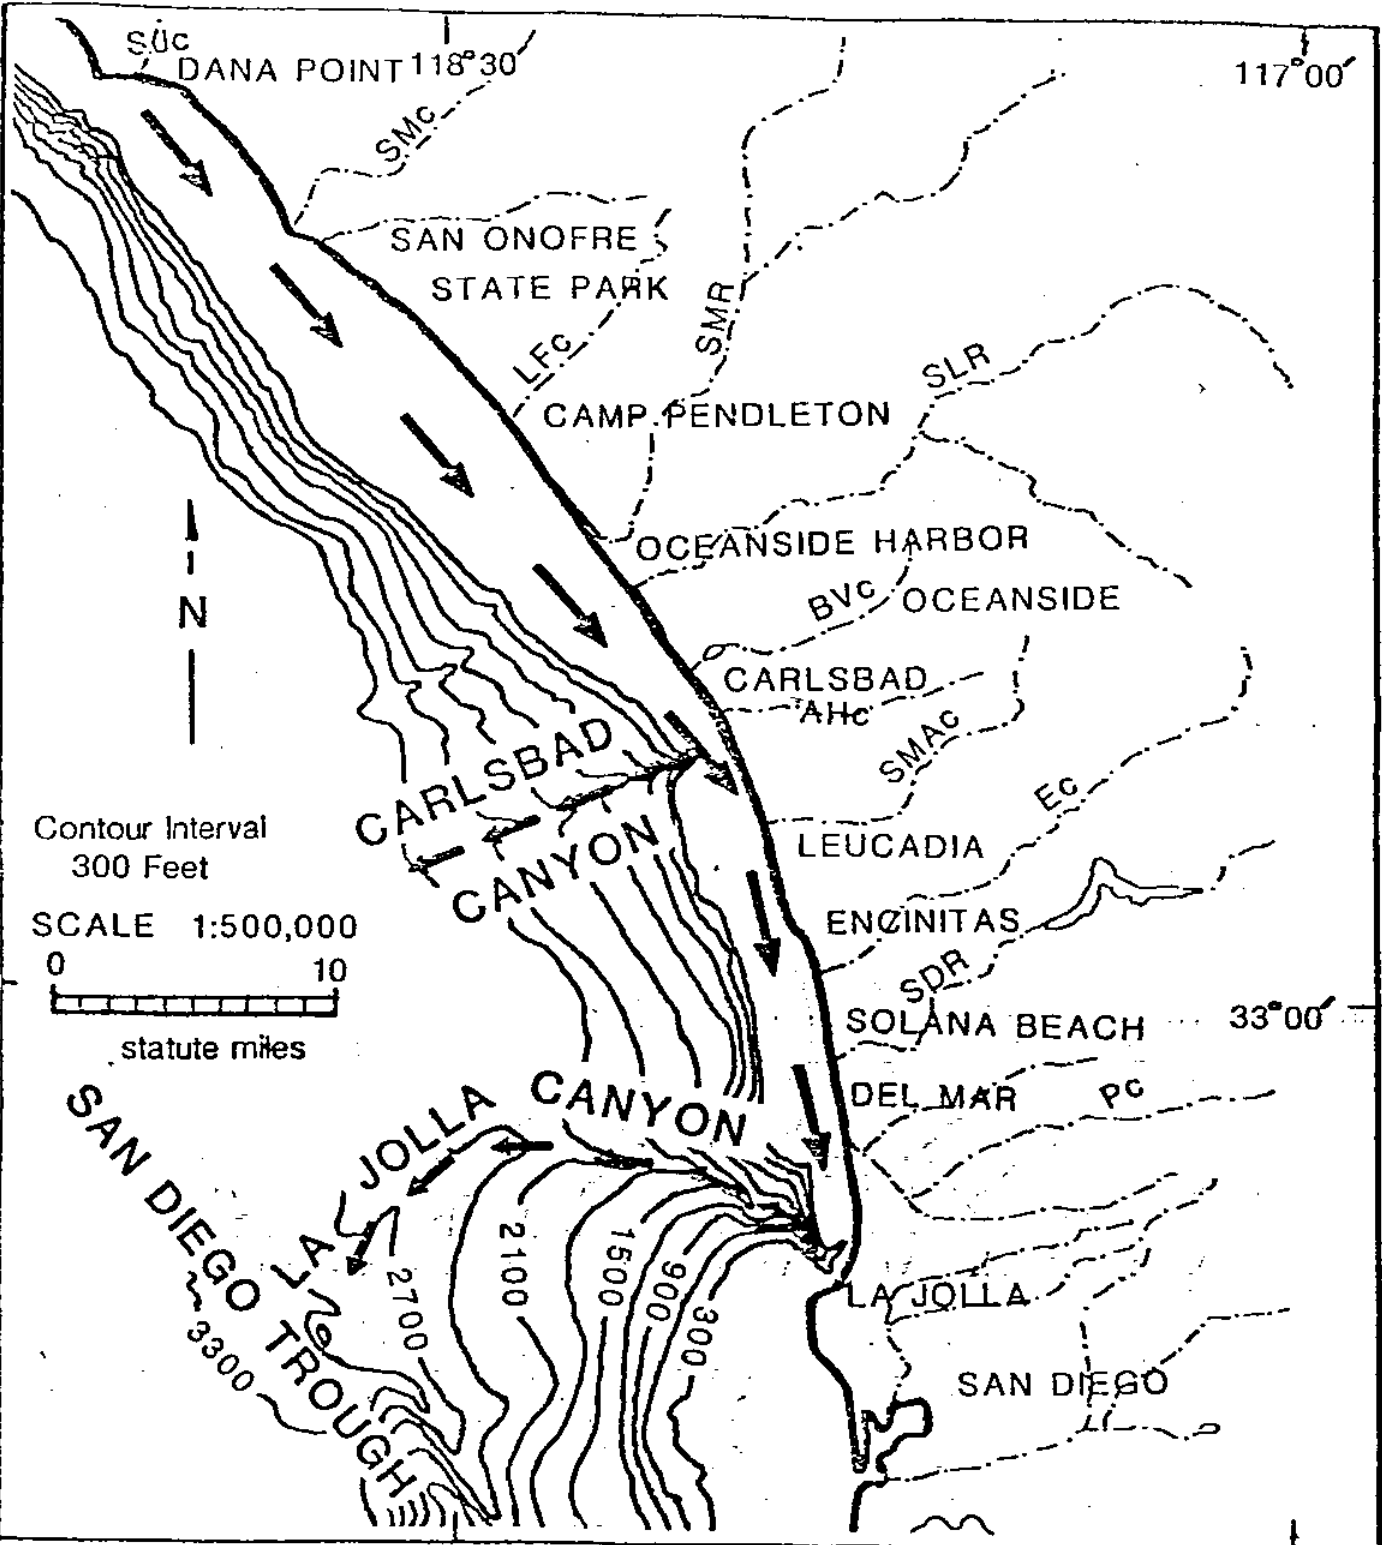 SJc
DANA POINT
118°30′
117°00′
SMc
SAN ONOFRE
STATE PARK
LFc
SMR
SLR
CAMP PENDLETON
OCEANSIDE HARBOR
BVc
OCEANSIDE
N
CARLSBAD
AHc
SMAc
CARLSBAD
CANYON
Ec
Contour Interval
300 Feet
LEUCADIA
SCALE 1:500,000
0 10
statute miles
ENCINITAS
SDR
SOLANA BEACH
33°00′
DEL MAR
Pc
LA JOLLA CANYON
SAN DIEGO TROUGH
2100
1500
900
300
2700
3300
LA JOLLA
SAN DIEGO